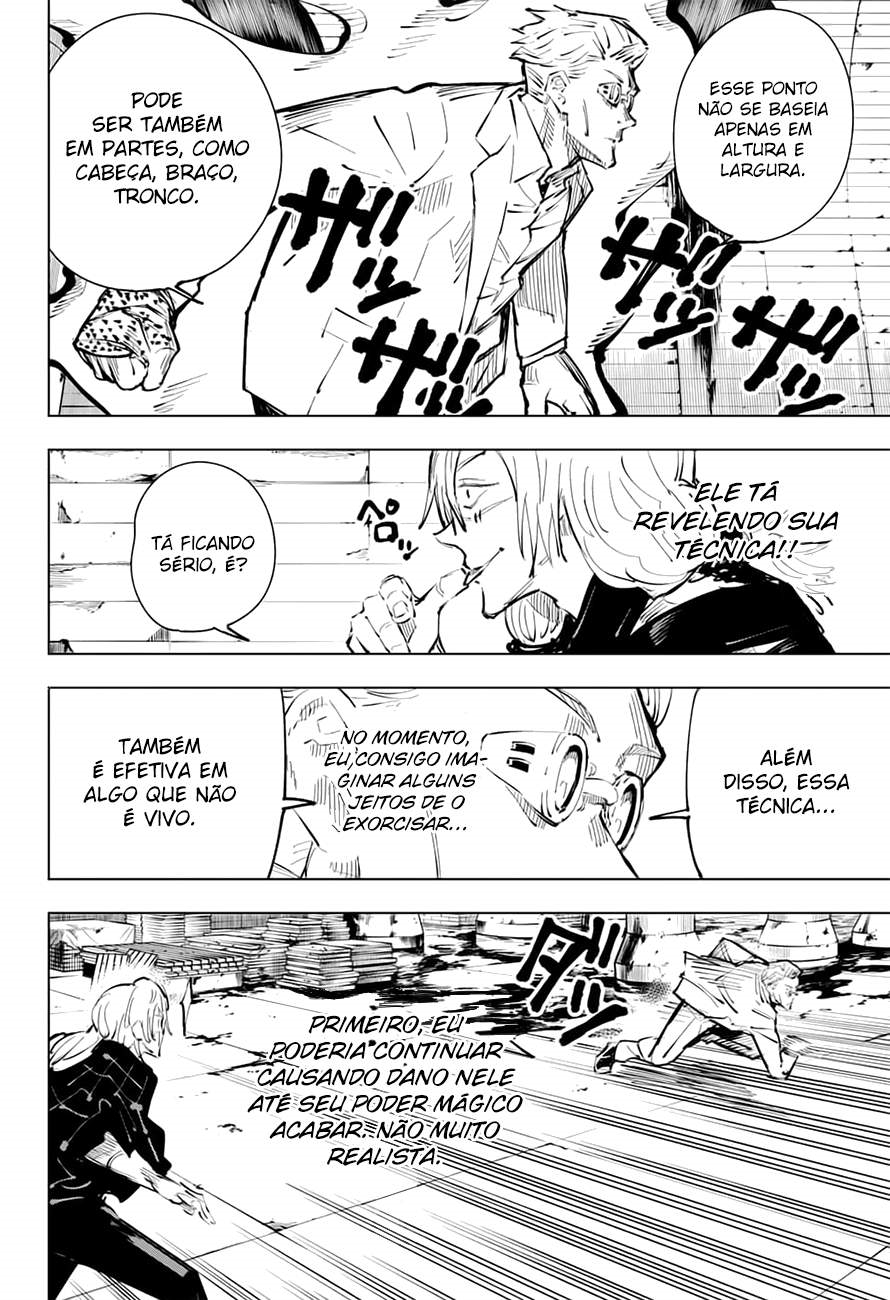 ESSE PONTO
NÃO SE BASEIA
APENAS EM
ALTURA E
LARGURA.
PODE
SER TAMBÉM
EM PARTES, COMO
CABEÇA, BRAÇO,
TRONCO.
ザッ
ザッ
ザッ
ザッ
ELE TÁ
REVELENDO SUA
TÉCNICA!!
ペロッ
TÁ FICANDO
SÉRIO, É?
ALÉM
DISSO, ESSA
TÉCNICA...
NO MOMENTO,
EU CONSIGO IMA-
GINAR ALGUNS
JEITOS DE O
EXORCISAR...
TAMBÉM
É EFETIVA EM
ALGO QUE NÃO
É VIVO.
ダッ
PRIMEIRO, EU
PODERIA CONTINUAR
CAUSANDO DANO NELE
ATÉ SEU PODER MÁGICO
ACABAR. NÃO MUITO
REALISTA.